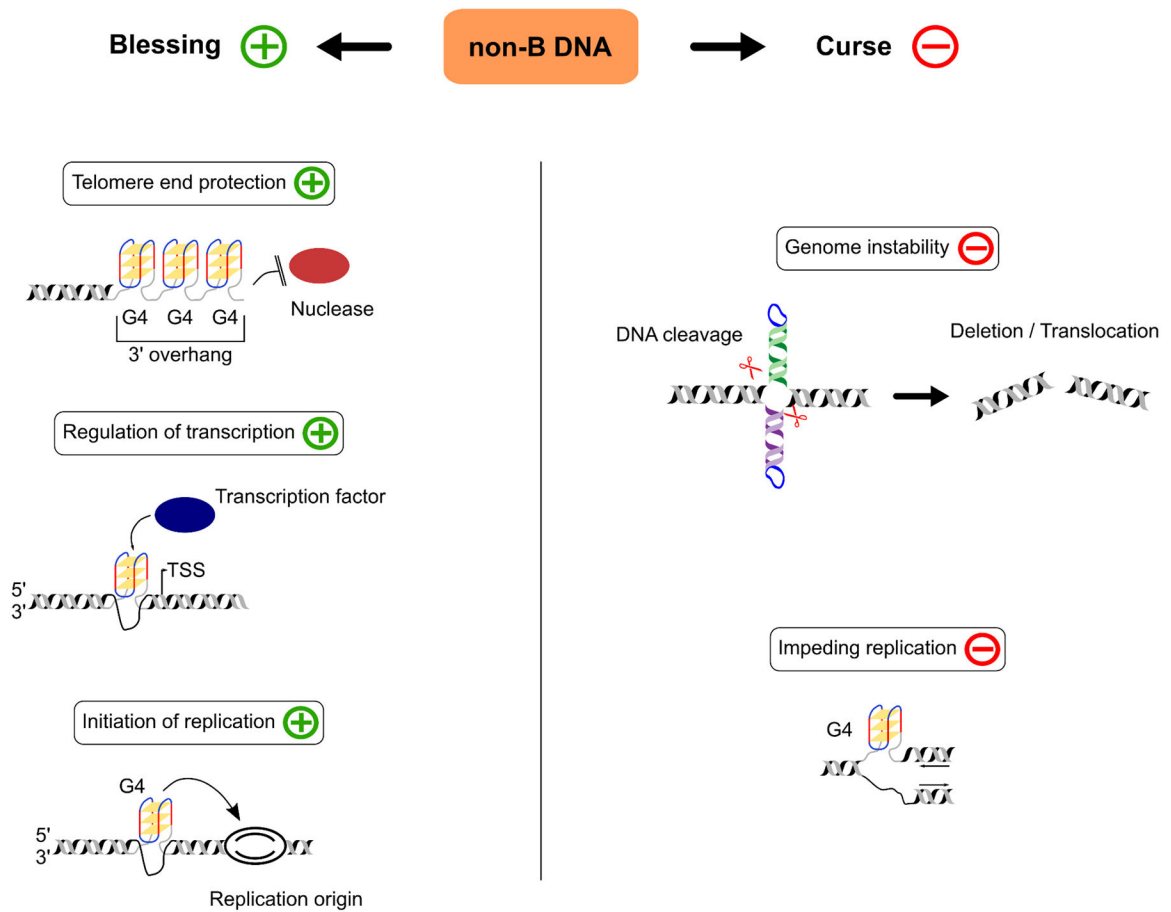 Blessing
non-B DNA
Curse
Telomere end protection
G4 G4 G4
Nuclease
3' overhang
Regulation of transcription
Transcription factor
TSS
5'
3'
Initiation of replication
G4
5'
3'
Replication origin
Genome instability
DNA cleavage
Deletion / Translocation
Impeding replication
G4